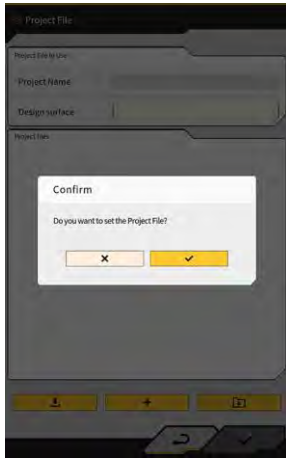 Project File
Project File In Use
Project Name
Design surface
Project Files
Confirm
Do you want to set the Project File?